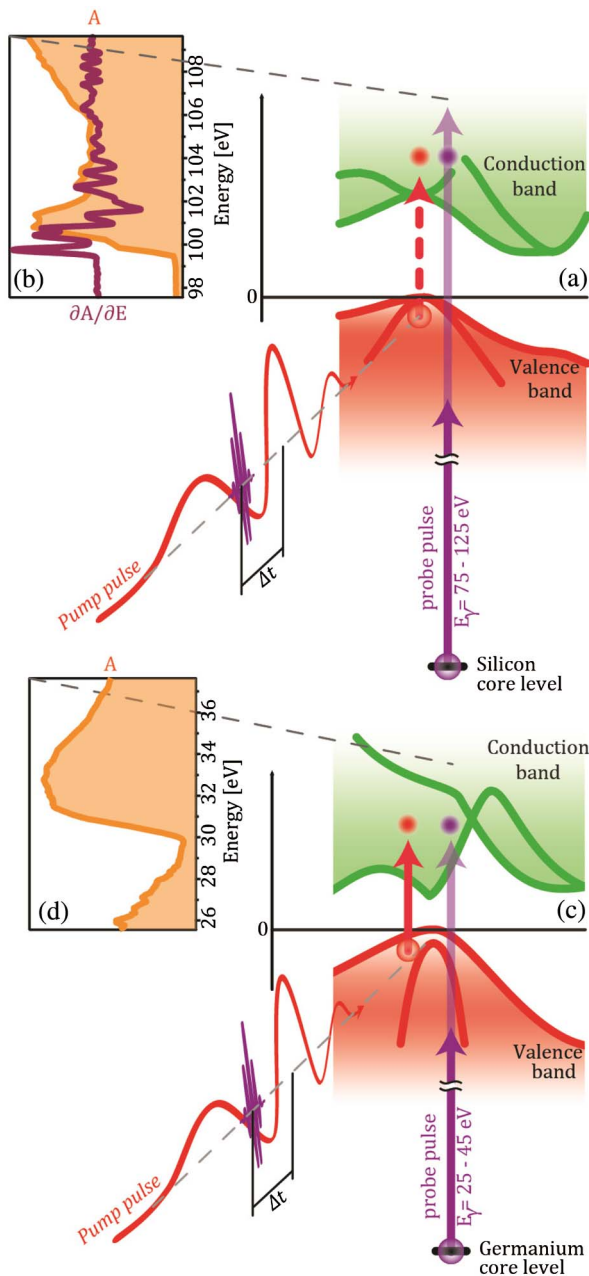 A
98 100 102 104 106 108
Energy [eV]
(b)
∂A/∂E
0
Conduction
band
(a)
Valence
band
Pump pulse
Δt
probe pulse
Eγ= 75 - 125 eV
Silicon
core level
A
26 28 30 32 34 36
Energy [eV]
(d)
0
Conduction
band
(c)
Valence
band
Pump pulse
Δt
probe pulse
Eγ= 25 - 45 eV
Germanium
core level